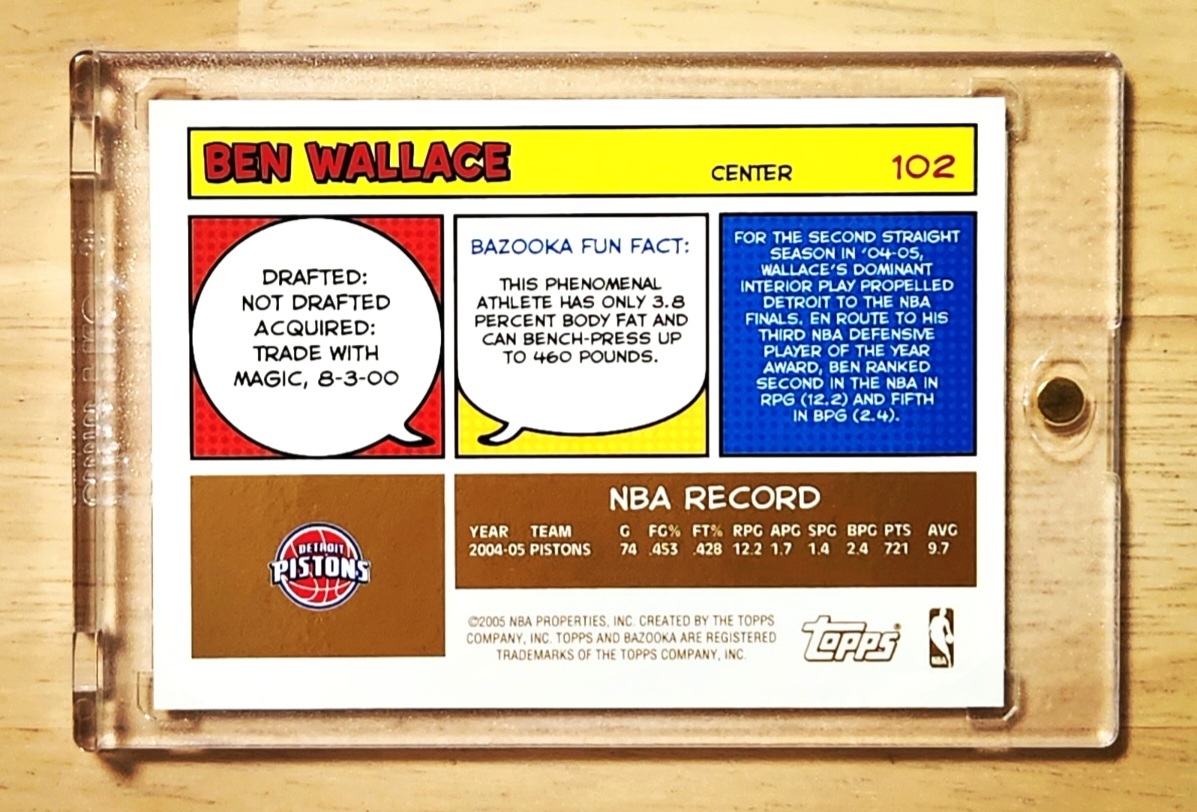 BEN WALLACE CENTER 102
DRAFTED:
NOT DRAFTED
ACQUIRED:
TRADE WITH
MAGIC, 8-3-00
BAZOOKA FUN FACT:
THIS PHENOMENAL
ATHLETE HAS ONLY 3.8
PERCENT BODY FAT AND
CAN BENCH-PRESS UP
TO 460 POUNDS.
FOR THE SECOND STRAIGHT
SEASON IN '04-05,
WALLACE'S DOMINANT
INTERIOR PLAY PROPELLED
DETROIT TO THE NBA
FINALS. EN ROUTE TO HIS
THIRD NBA DEFENSIVE
PLAYER OF THE YEAR
AWARD, BEN RANKED
SECOND IN THE NBA IN
RPG (12.2) AND FIFTH
IN BPG (2.4).
DETROIT
PISTONS
NBA RECORD
YEAR TEAM G FG% FT% RPG APG SPG BPG PTS AVG
2004-05 PISTONS 74 .453 .428 12.2 1.7 1.4 2.4 721 9.7
©2005 NBA PROPERTIES, INC. CREATED BY THE TOPPS
COMPANY, INC. TOPPS AND BAZOOKA ARE REGISTERED
TRADEMARKS OF THE TOPPS COMPANY, INC.
Topps®
NBA